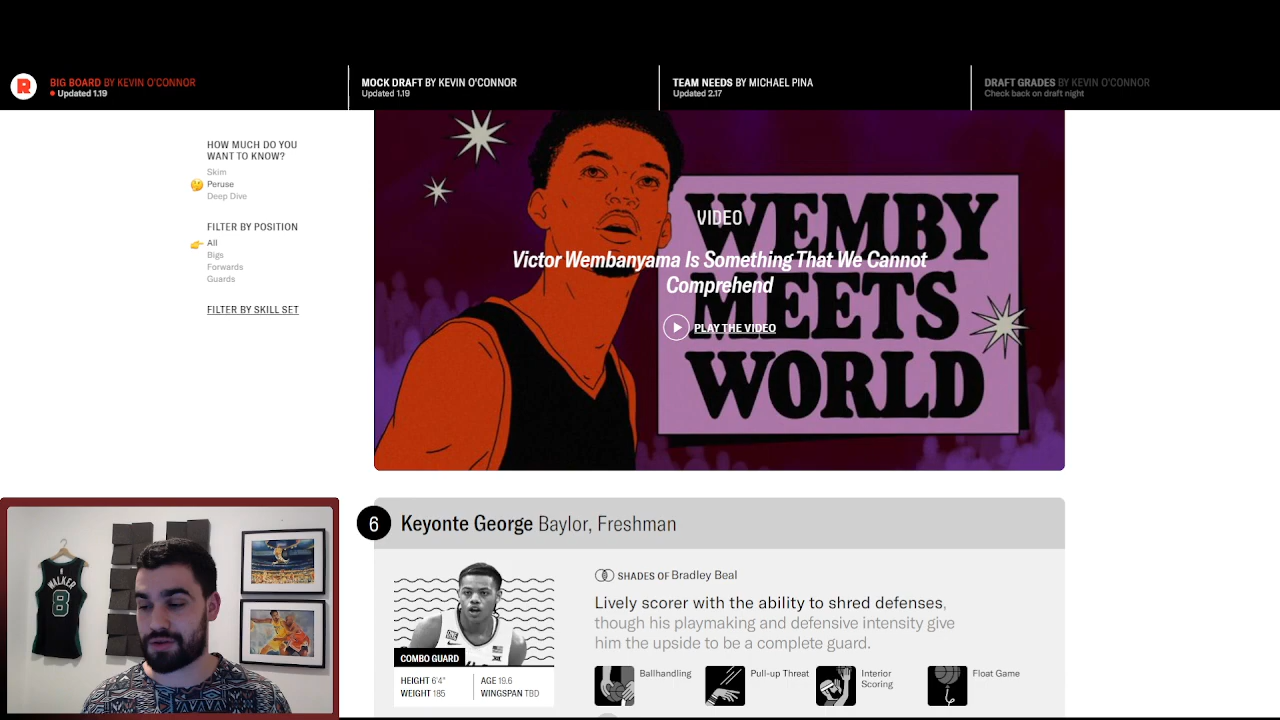 R
BIG BOARD BY KEVIN O'CONNOR
Updated 1.19
MOCK DRAFT BY KEVIN O'CONNOR
Updated 1.19
TEAM NEEDS BY MICHAEL PINA
Updated 2.17
DRAFT GRADES BY KEVIN O'CONNOR
Check back on draft night
HOW MUCH DO YOU
WANT TO KNOW?
Skim
Peruse
Deep Dive
FILTER BY POSITION
All
Bigs
Forwards
Guards
FILTER BY SKILL SET
WEMBY
MEETS
WORLD
VIDEO
Victor Wembanyama Is Something That We Cannot
Comprehend
PLAY THE VIDEO
6
Keyonte George Baylor, Freshman
COMBO GUARD
HEIGHT 6'4"
AGE 19.6
WEIGHT 185
WINGSPAN TBD
SHADES OF Bradley Beal
Lively scorer with the ability to shred defenses,
though his playmaking and defensive intensity give
him the upside to be a complete guard.
Ballhandling
Pull-up Threat
Interior
Scoring
Float Game
WALKER
8